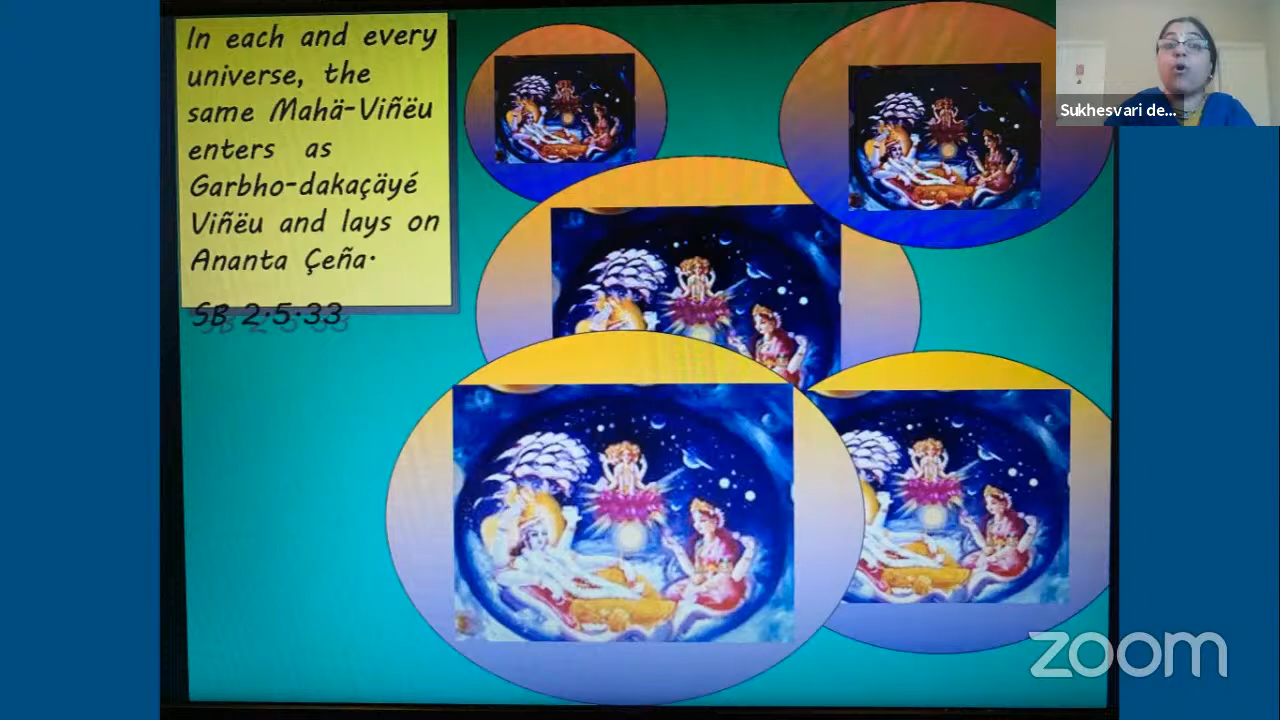 In each and every
universe, the
same Mahä-Viñëu
enters as
Garbho-dakaçäyé
Viñëu and lays on
Ananta Çeña.
SB 2.5.33
Sukhesvari de...
zoom